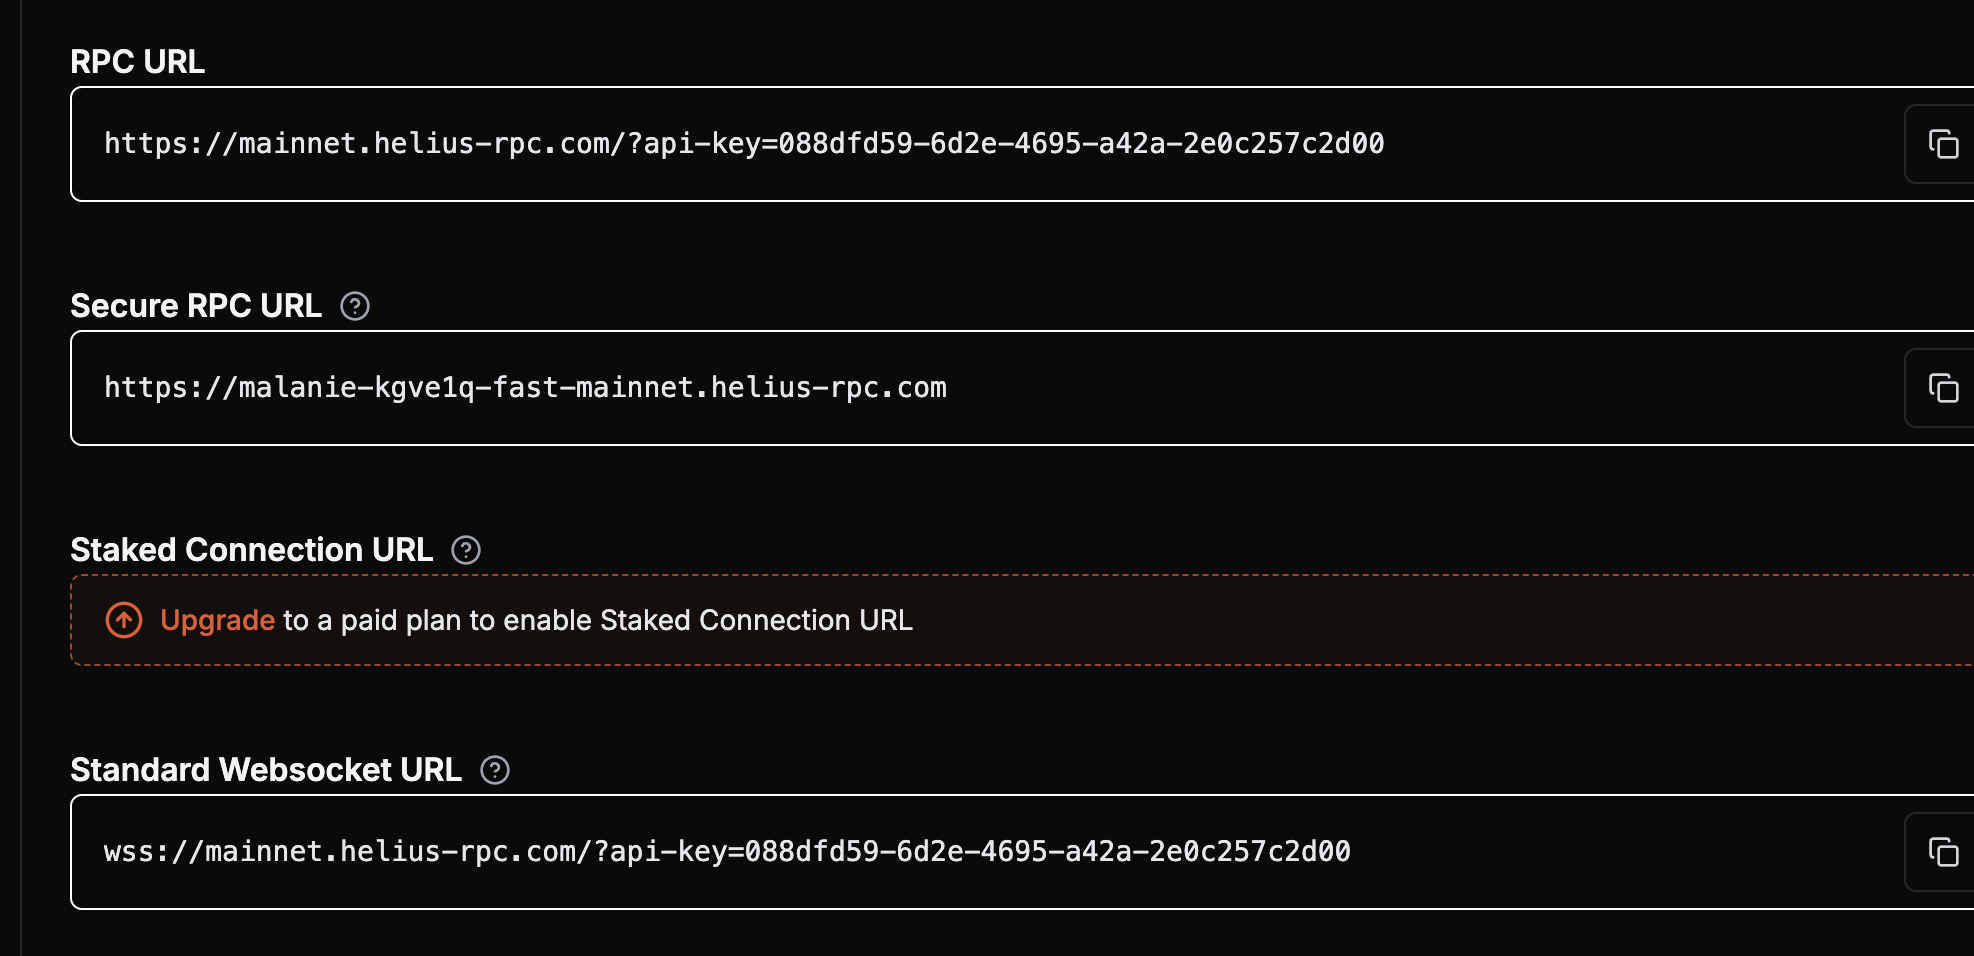 RPC URL
https://mainnet.helius-rpc.com/?api-key=088dfd59-6d2e-4695-a42a-2e0c257c2d00
Secure RPC URL
https://malanie-kgve1q-fast-mainnet.helius-rpc.com
Staked Connection URL
Upgrade to a paid plan to enable Staked Connection URL
Standard Websocket URL
wss://mainnet.helius-rpc.com/?api-key=088dfd59-6d2e-4695-a42a-2e0c257c2d00